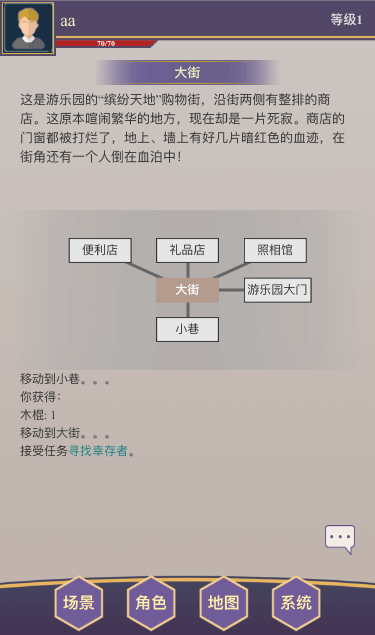 aa
等级1
70/70
大街
这是游乐园的“缤纷天地”购物街，沿街两侧有整排的商
店。这原本喧闹繁华的地方，现在却是一片死寂。商店的
门窗都被打烂了，地上、墙上有好几片暗红色的血迹，在
街角还有一个人倒在血泊中！
便利店
礼品店
照相馆
大街
游乐园大门
小巷
移动到小巷。。。
你获得：
木棍: 1
移动到大街。。。
接受任务寻找幸存者。
场景
角色
地图
系统